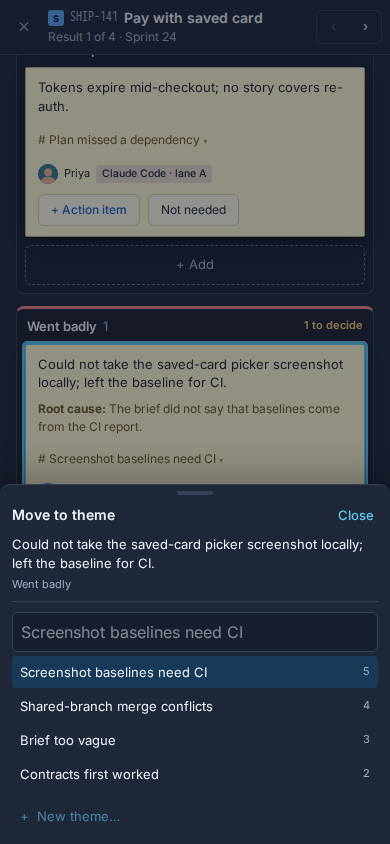 × S SHIP-141 Pay with saved card ‹ ›
Result 1 of 4 · Sprint 24
Tokens expire mid-checkout; no story covers re-
auth.
# Plan missed a dependency
Priya Claude Code · lane A
+ Action item Not needed
+ Add
Went badly 1 1 to decide
Could not take the saved-card picker screenshot
locally; left the baseline for CI.
Root cause: The brief did not say that baselines come
from the CI report.
# Screenshot baselines need CI
Move to theme Close
Could not take the saved-card picker screenshot locally;
left the baseline for CI.
Went badly
Screenshot baselines need CI
Screenshot baselines need CI 5
Shared-branch merge conflicts 4
Brief too vague 3
Contracts first worked 2
+ New theme...